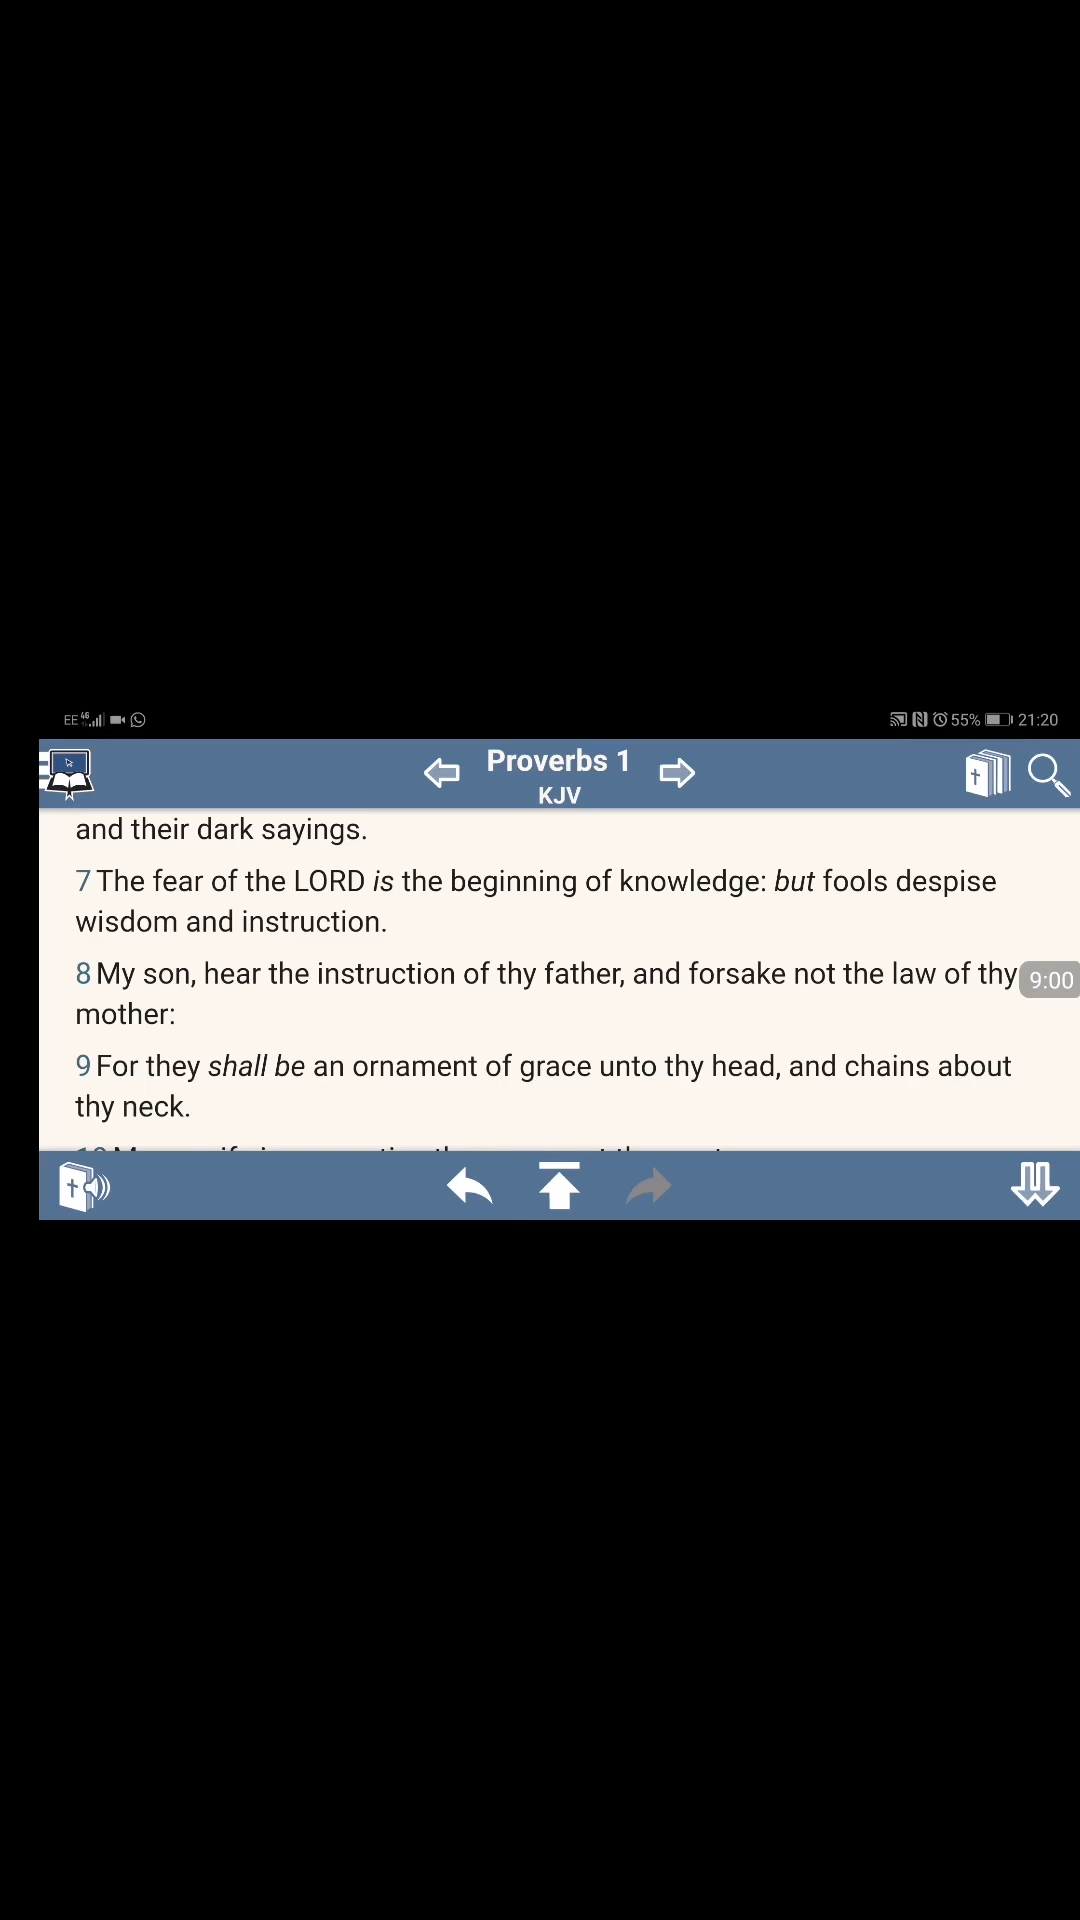 EE 4G 55% 21:20
Proverbs 1
KJV
and their dark sayings.
7 The fear of the LORD is the beginning of knowledge: but fools despise
wisdom and instruction.
8 My son, hear the instruction of thy father, and forsake not the law of thy
9:00
mother:
9 For they shall be an ornament of grace unto thy head, and chains about
thy neck.